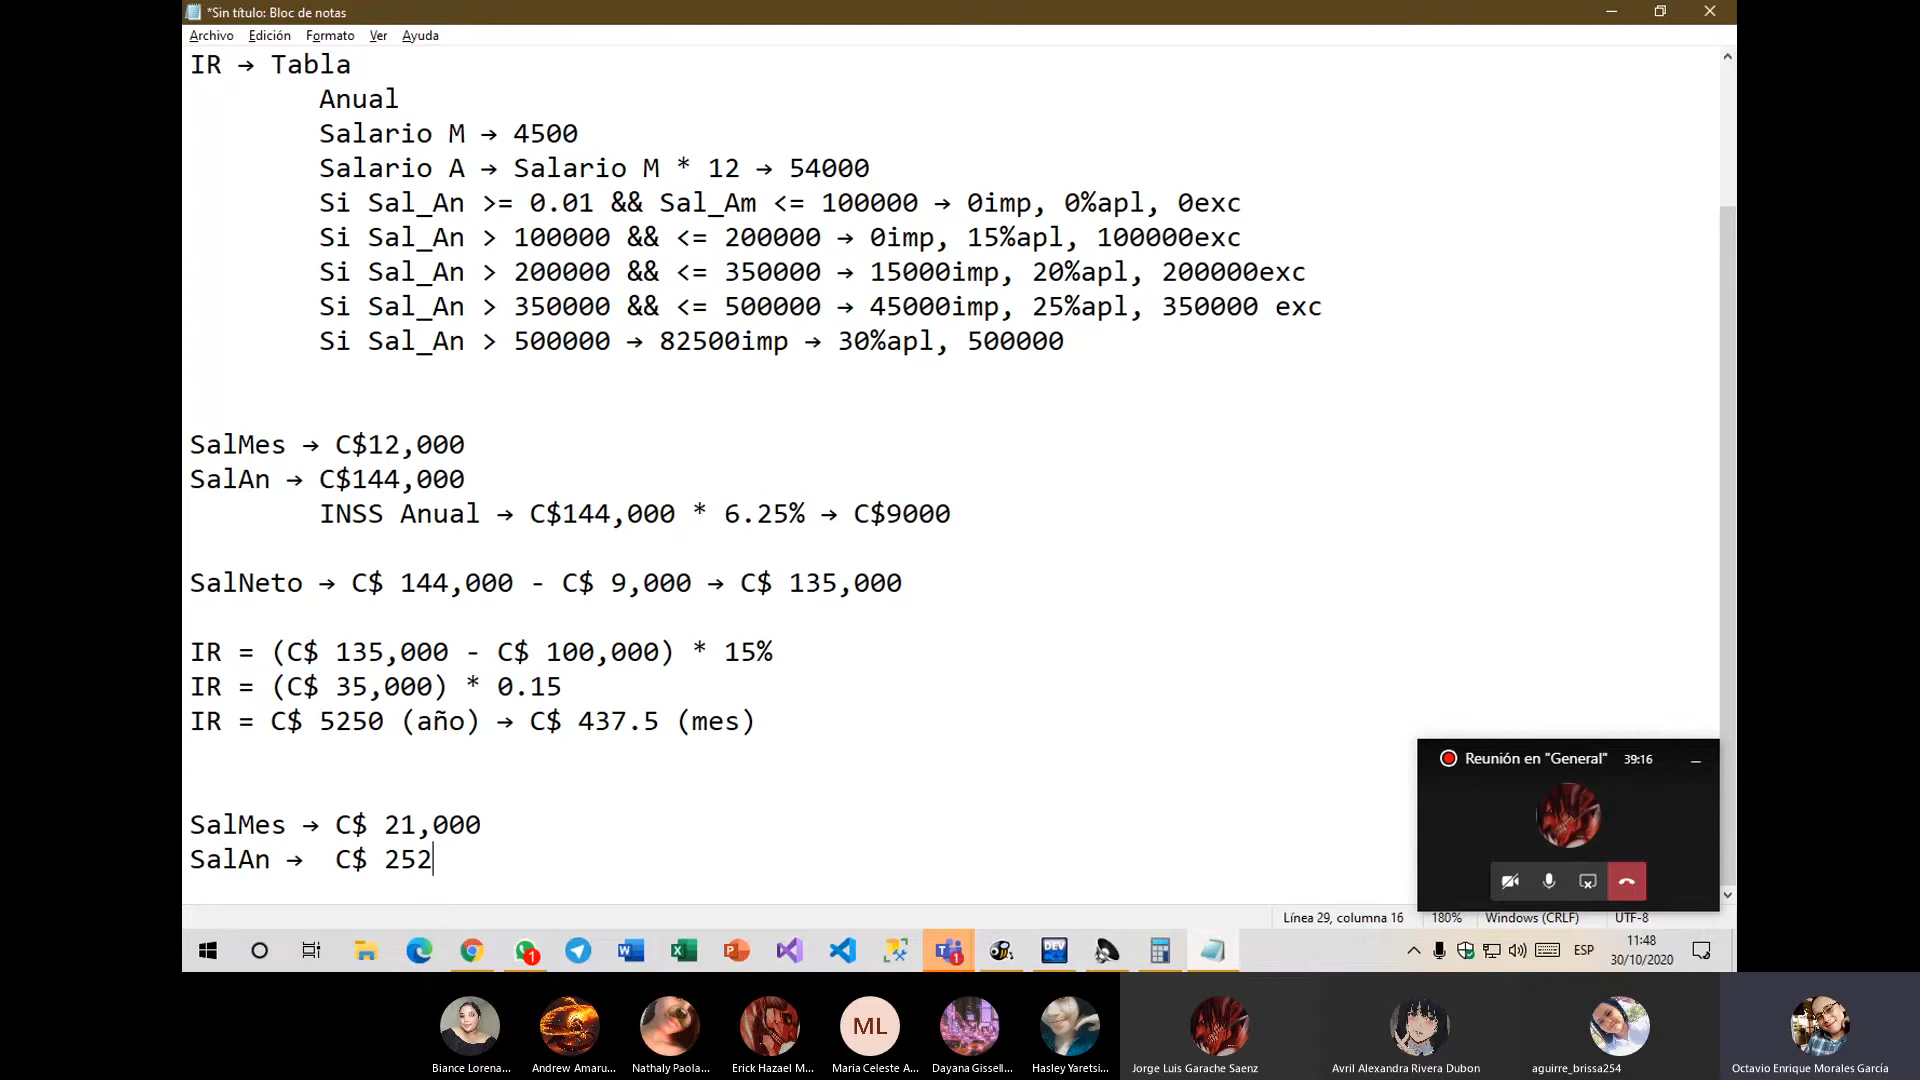 *Sin título: Bloc de notas
Archivo Edición Formato Ver Ayuda
IR → Tabla
Anual
Salario M → 4500
Salario A → Salario M * 12 → 54000
Si Sal_An >= 0.01 && Sal_Am <= 100000 → 0imp, 0%apl, 0exc
Si Sal_An > 100000 && <= 200000 → 0imp, 15%apl, 100000exc
Si Sal_An > 200000 && <= 350000 → 15000imp, 20%apl, 200000exc
Si Sal_An > 350000 && <= 500000 → 45000imp, 25%apl, 350000 exc
Si Sal_An > 500000 → 82500imp → 30%apl, 500000
SalMes → C$12,000
SalAn → C$144,000
INSS Anual → C$144,000 * 6.25% → C$9000
SalNeto → C$ 144,000 - C$ 9,000 → C$ 135,000
IR = (C$ 135,000 - C$ 100,000) * 15%
IR = (C$ 35,000) * 0.15
IR = C$ 5250 (año) → C$ 437.5 (mes)
Reunión en "General" 39:16
SalMes → C$ 21,000
SalAn → C$ 252
Línea 29, columna 16 180% Windows (CRLF) UTF-8
1 1 DEV ESP 11:48
30/10/2020
ML
Biance Lorena... Andrew Amaru... Nathaly Paola... Erick Hazael M... Maria Celeste A... Dayana Gissell... Hasley Yaretsi... Jorge Luis Garache Saenz Avril Alexandra Rivera Dubon aguirre_brissa254 Octavio Enrique Morales García